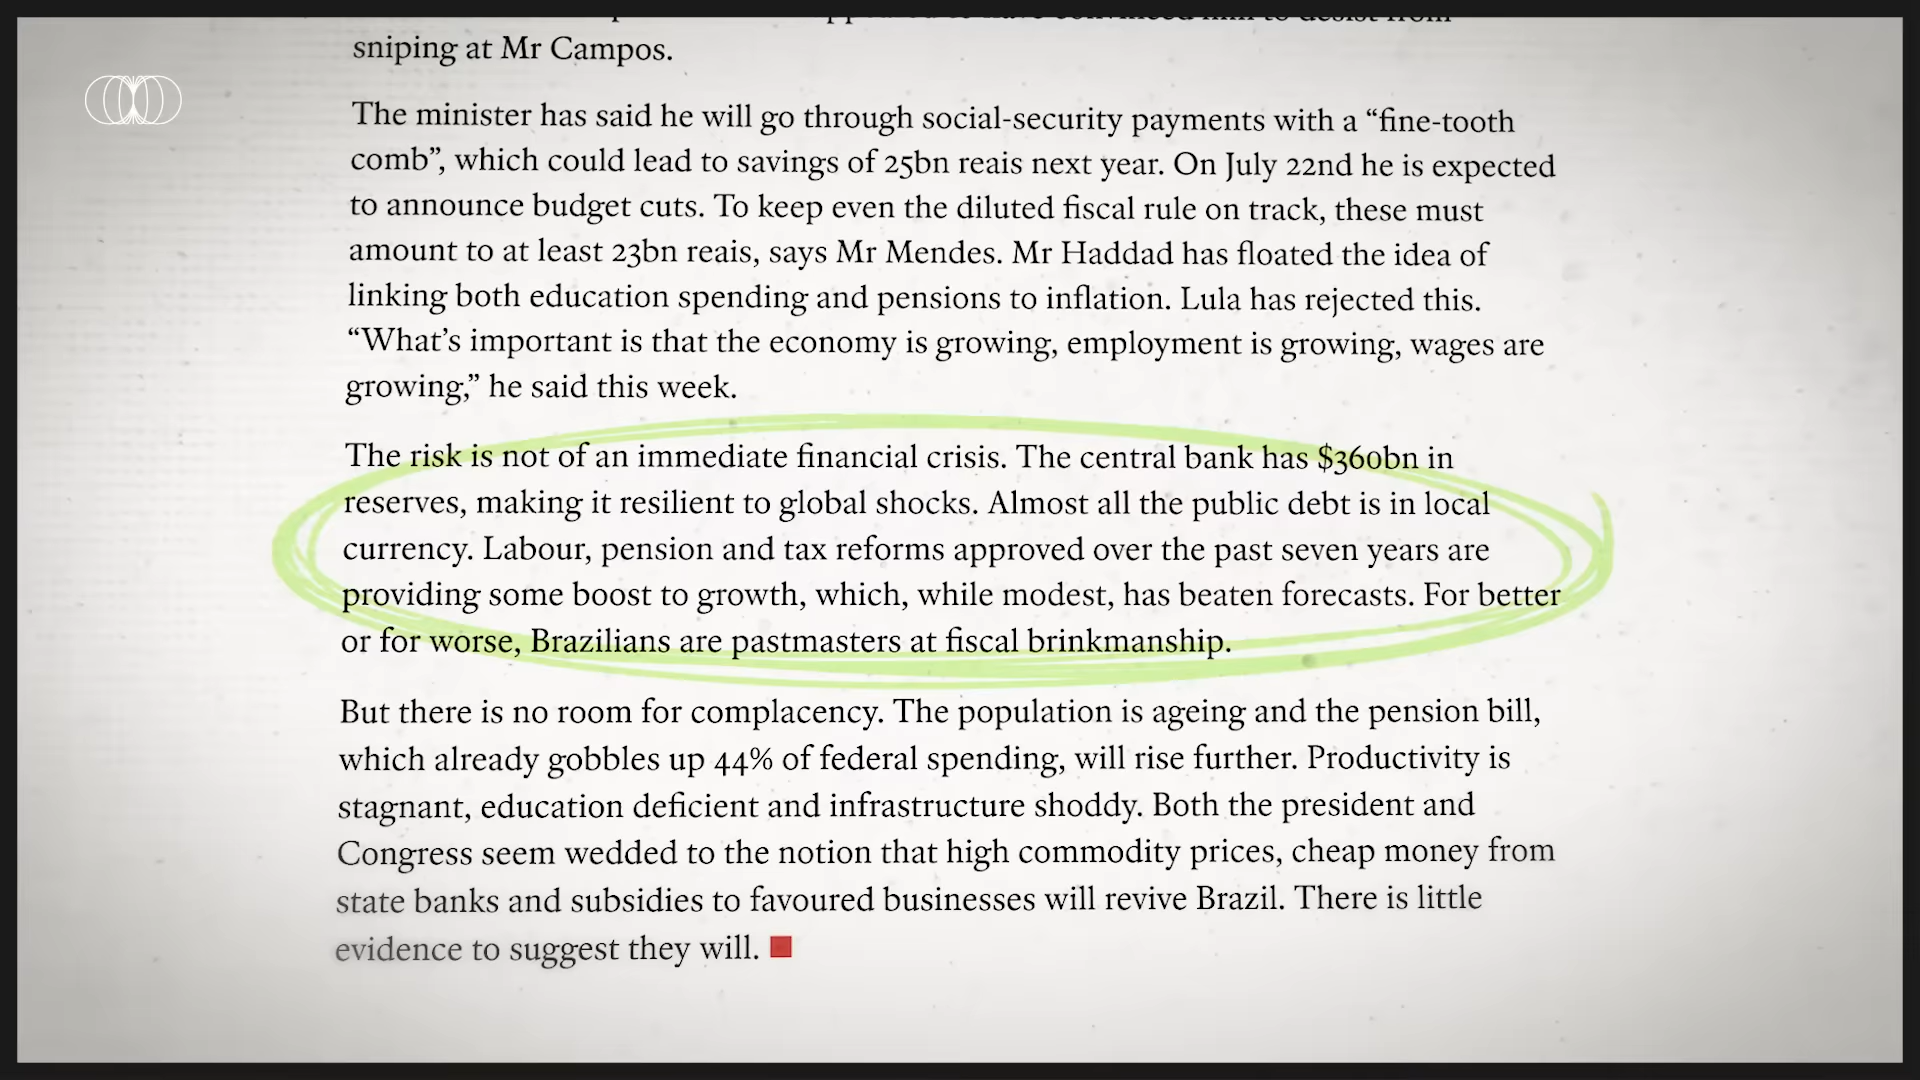 sniping at Mr Campos.
The minister has said he will go through social-security payments with a “fine-tooth
comb”, which could lead to savings of 25bn reais next year. On July 22nd he is expected
to announce budget cuts. To keep even the diluted fiscal rule on track, these must
amount to at least 23bn reais, says Mr Mendes. Mr Haddad has floated the idea of
linking both education spending and pensions to inflation. Lula has rejected this.
“What’s important is that the economy is growing, employment is growing, wages are
growing,” he said this week.
The risk is not of an immediate financial crisis. The central bank has $360bn in
reserves, making it resilient to global shocks. Almost all the public debt is in local
currency. Labour, pension and tax reforms approved over the past seven years are
providing some boost to growth, which, while modest, has beaten forecasts. For better
or for worse, Brazilians are pastmasters at fiscal brinkmanship.
But there is no room for complacency. The population is ageing and the pension bill,
which already gobbles up 44% of federal spending, will rise further. Productivity is
stagnant, education deficient and infrastructure shoddy. Both the president and
Congress seem wedded to the notion that high commodity prices, cheap money from
state banks and subsidies to favoured businesses will revive Brazil. There is little
evidence to suggest they will.